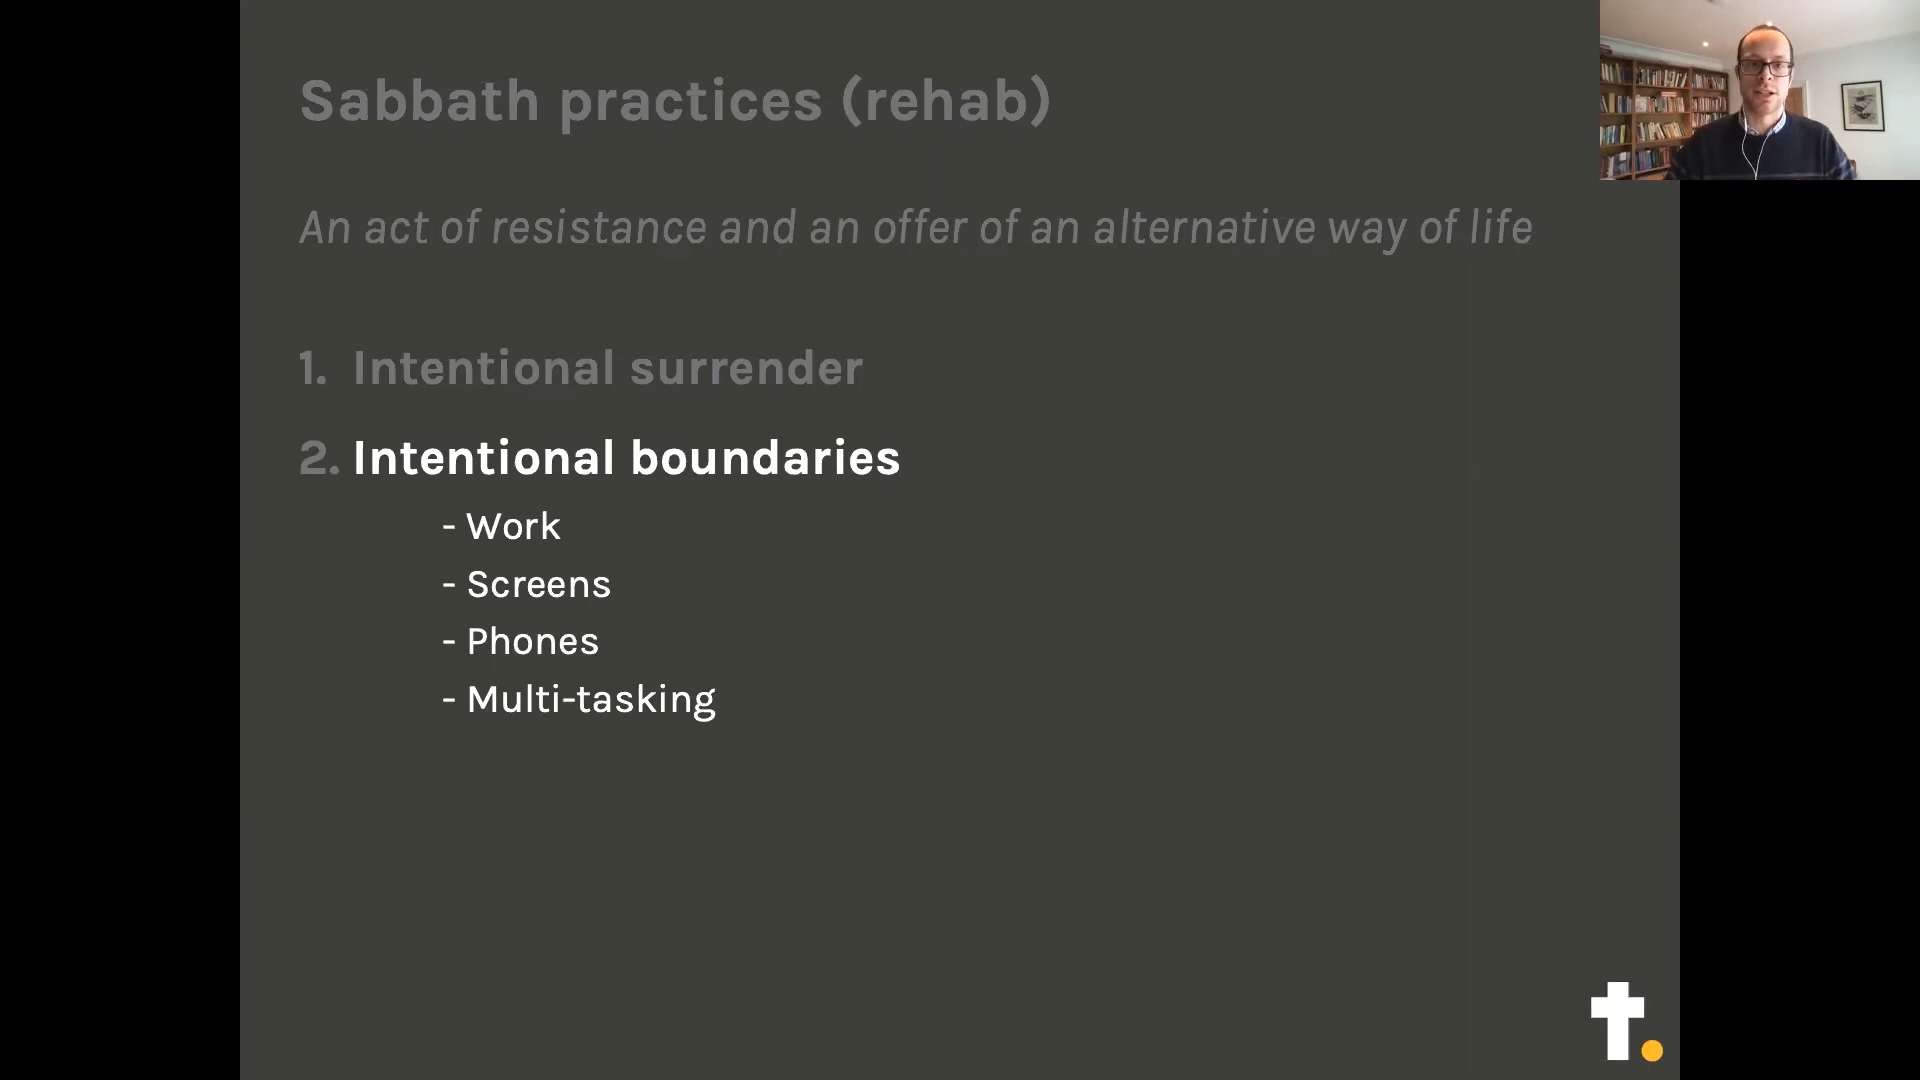 Sabbath practices (rehab)
An act of resistance and an offer of an alternative way of life
1. Intentional surrender
2. Intentional boundaries
- Work
- Screens
- Phones
- Multi-tasking
t.